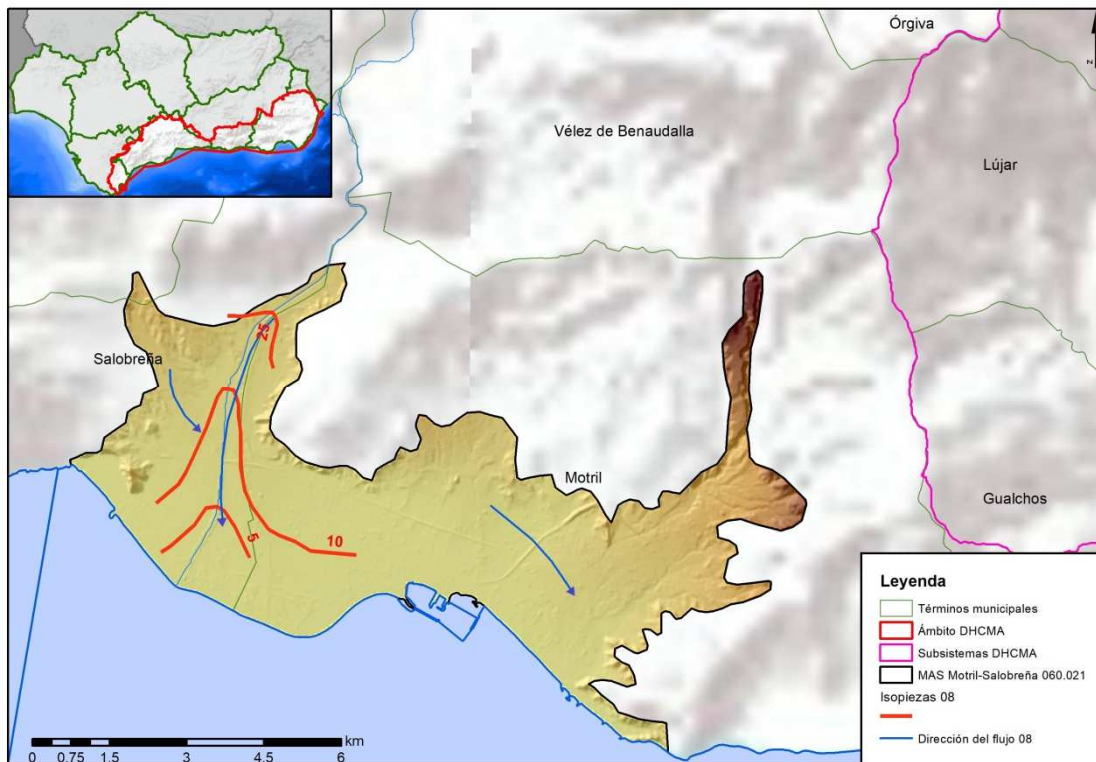 Órgiva
z
Vélez de Benaudalla
Lújar
25
Salobreña
Motril
Gualchos
5
10
Leyenda
Términos municipales
Ámbito DHCMA
Subsistemas DHCMA
MAS Motril-Salobreña 060.021
Isopiezas 08
Dirección del flujo 08
km
0 0.75 1.5 3 4.5 6